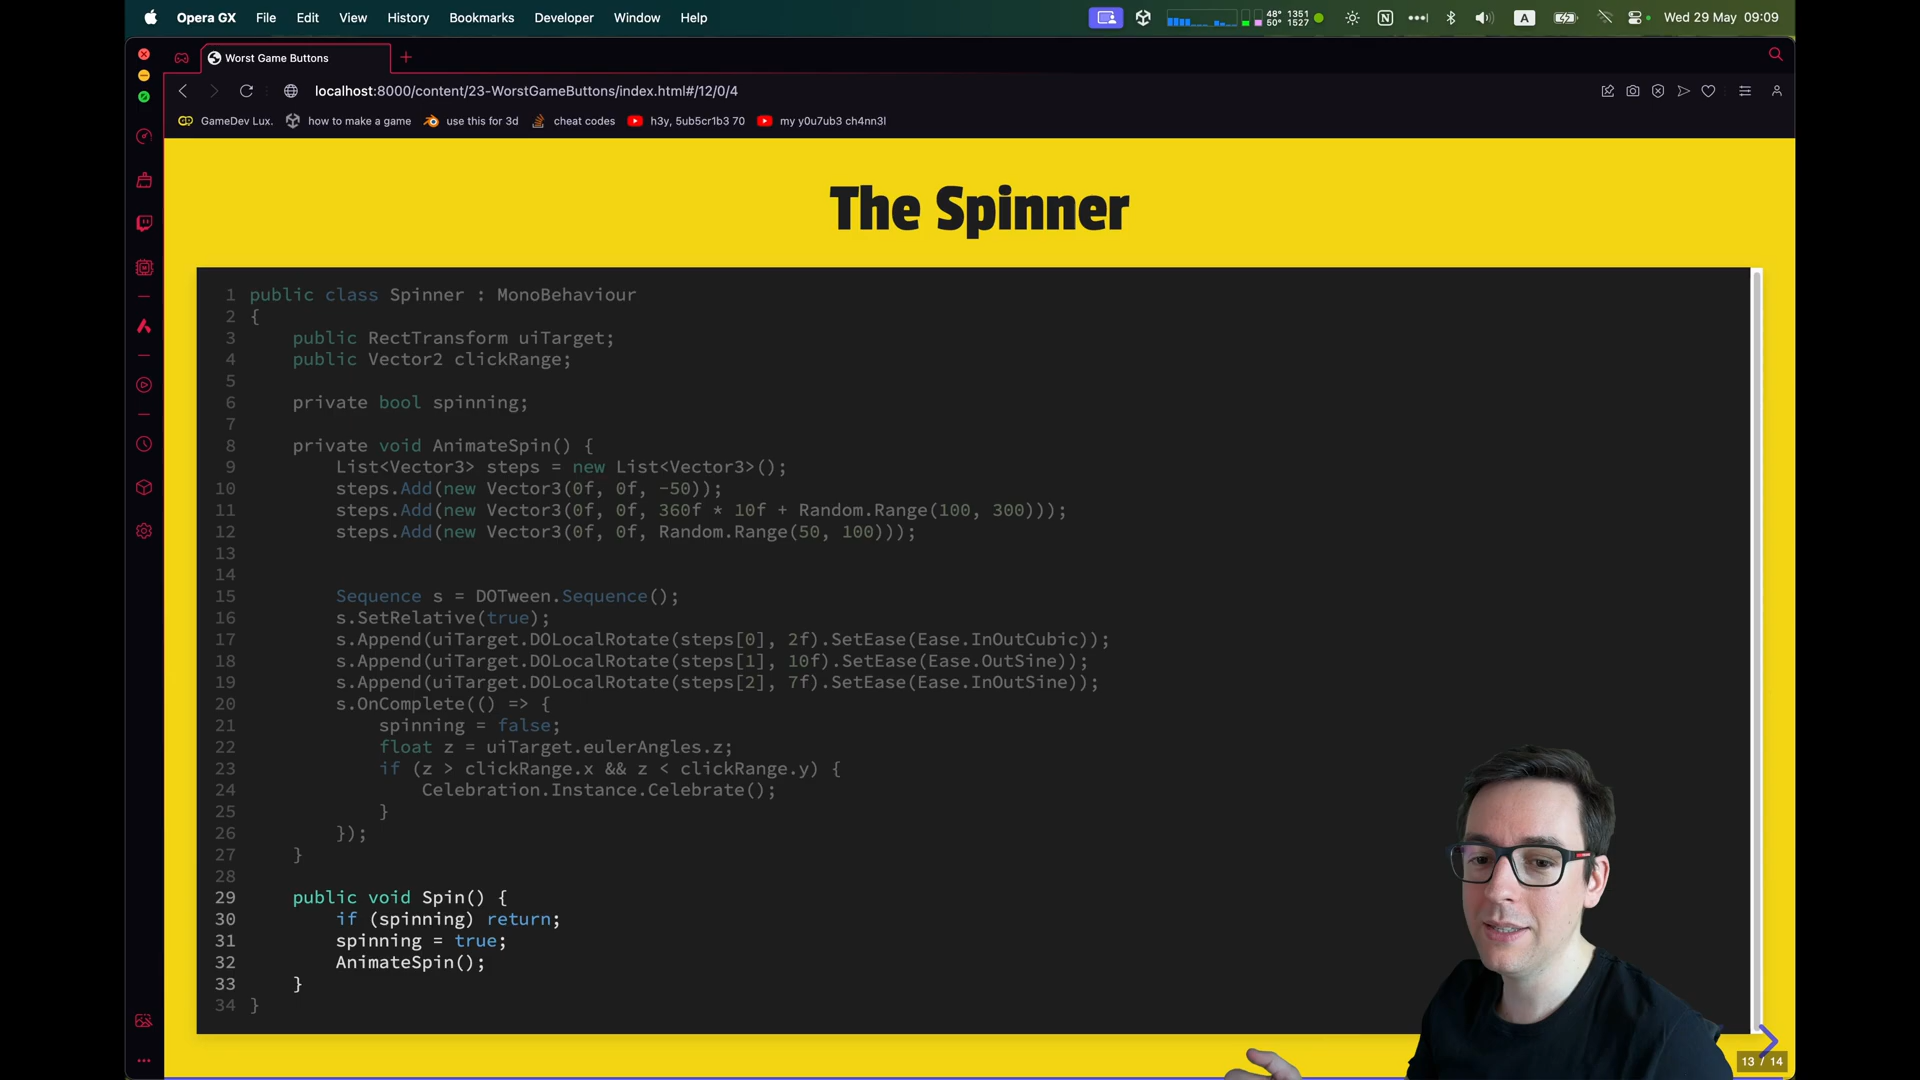 Opera GX File Edit View History Bookmarks Developer Window Help 48° 1351 50° 1527 A Wed 29 May 09:09
Worst Game Buttons
localhost:8000/content/23-WorstGameButtons/index.html#/12/0/4
GameDev Lux. how to make a game use this for 3d cheat codes h3y, 5ub5cr1b3 70 my y0u7ub3 ch4nn3l
The Spinner
1 public class Spinner : MonoBehaviour
2 {
3 public RectTransform uiTarget;
4 public Vector2 clickRange;
5
6 private bool spinning;
7
8 private void AnimateSpin() {
9 List<Vector3> steps = new List<Vector3>();
10 steps.Add(new Vector3(0f, 0f, -50));
11 steps.Add(new Vector3(0f, 0f, 360f * 10f + Random.Range(100, 300)));
12 steps.Add(new Vector3(0f, 0f, Random.Range(50, 100)));
13
14
15 Sequence s = DOTween.Sequence();
16 s.SetRelative(true);
17 s.Append(uiTarget.DOLocalRotate(steps[0], 2f).SetEase(Ease.InOutCubic));
18 s.Append(uiTarget.DOLocalRotate(steps[1], 10f).SetEase(Ease.OutSine));
19 s.Append(uiTarget.DOLocalRotate(steps[2], 7f).SetEase(Ease.InOutSine));
20 s.OnComplete(() => {
21 spinning = false;
22 float z = uiTarget.eulerAngles.z;
23 if (z > clickRange.x && z < clickRange.y) {
24 Celebration.Instance.Celebrate();
25 }
26 });
27 }
28
29 public void Spin() {
30 if (spinning) return;
31 spinning = true;
32 AnimateSpin();
33 }
34 }
13 / 14